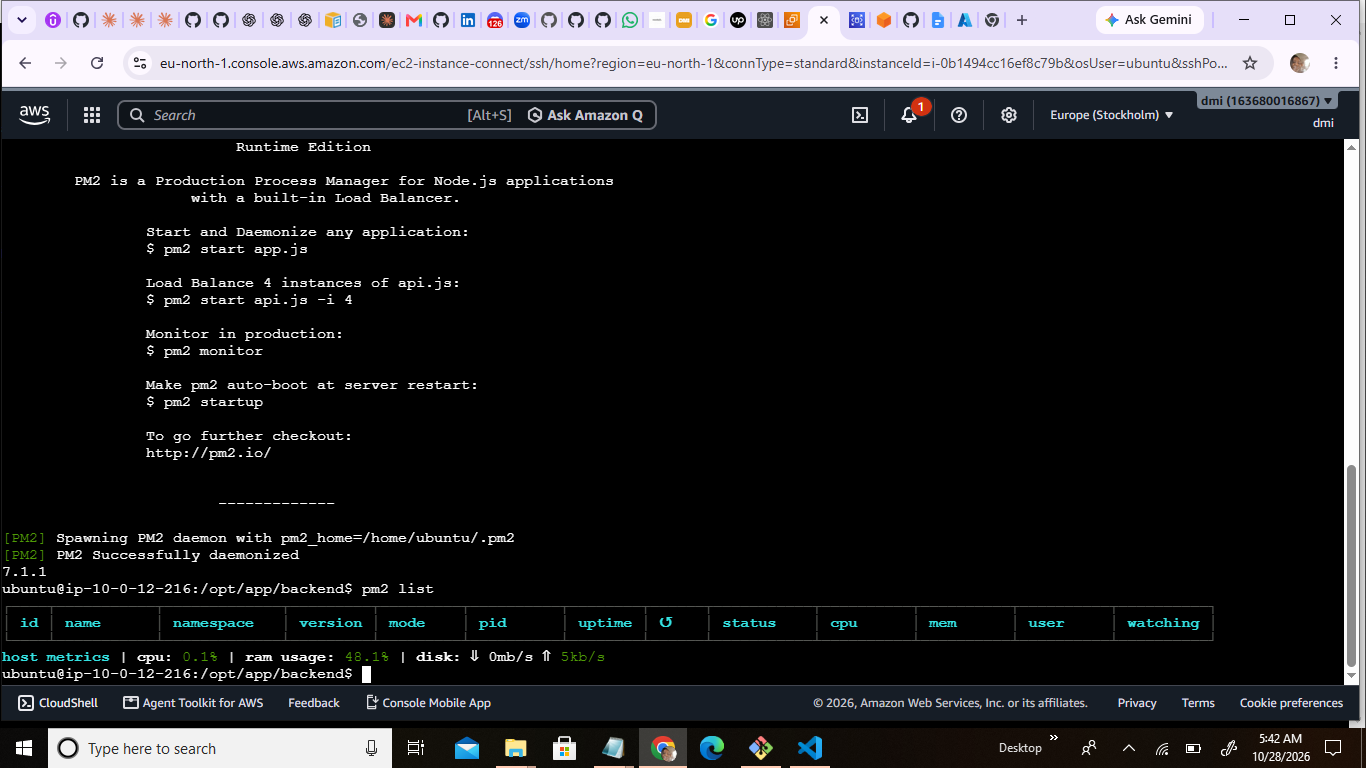 Ask Gemini
eu-north-1.console.aws.amazon.com/ec2-instance-connect/ssh/home?region=eu-north-1&connType=standard&instanceId=i-0b1494cc16ef8c79b&osUser=ubuntu&sshPo...
aws
Search
[Alt+S]
Ask Amazon Q
1
Europe (Stockholm)
dmi (163680016867)
dmi
Runtime Edition
PM2 is a Production Process Manager for Node.js applications
with a built-in Load Balancer.
Start and Daemonize any application:
$ pm2 start app.js
Load Balance 4 instances of api.js:
$ pm2 start api.js -i 4
Monitor in production:
$ pm2 monitor
Make pm2 auto-boot at server restart:
$ pm2 startup
To go further checkout:
http://pm2.io/
-------------
[PM2] Spawning PM2 daemon with pm2_home=/home/ubuntu/.pm2
[PM2] PM2 Successfully daemonized
7.1.1
ubuntu@ip-10-0-12-216:/opt/app/backend$ pm2 list
id name namespace version mode pid uptime ↺ status cpu mem user watching
host metrics | cpu: 0.1% | ram usage: 48.1% | disk: ⇓ 0mb/s ⇑ 5kb/s
ubuntu@ip-10-0-12-216:/opt/app/backend$
CloudShell Agent Toolkit for AWS Feedback Console Mobile App © 2026, Amazon Web Services, Inc. or its affiliates. Privacy Terms Cookie preferences
Type here to search
Desktop
5:42 AM
10/28/2026